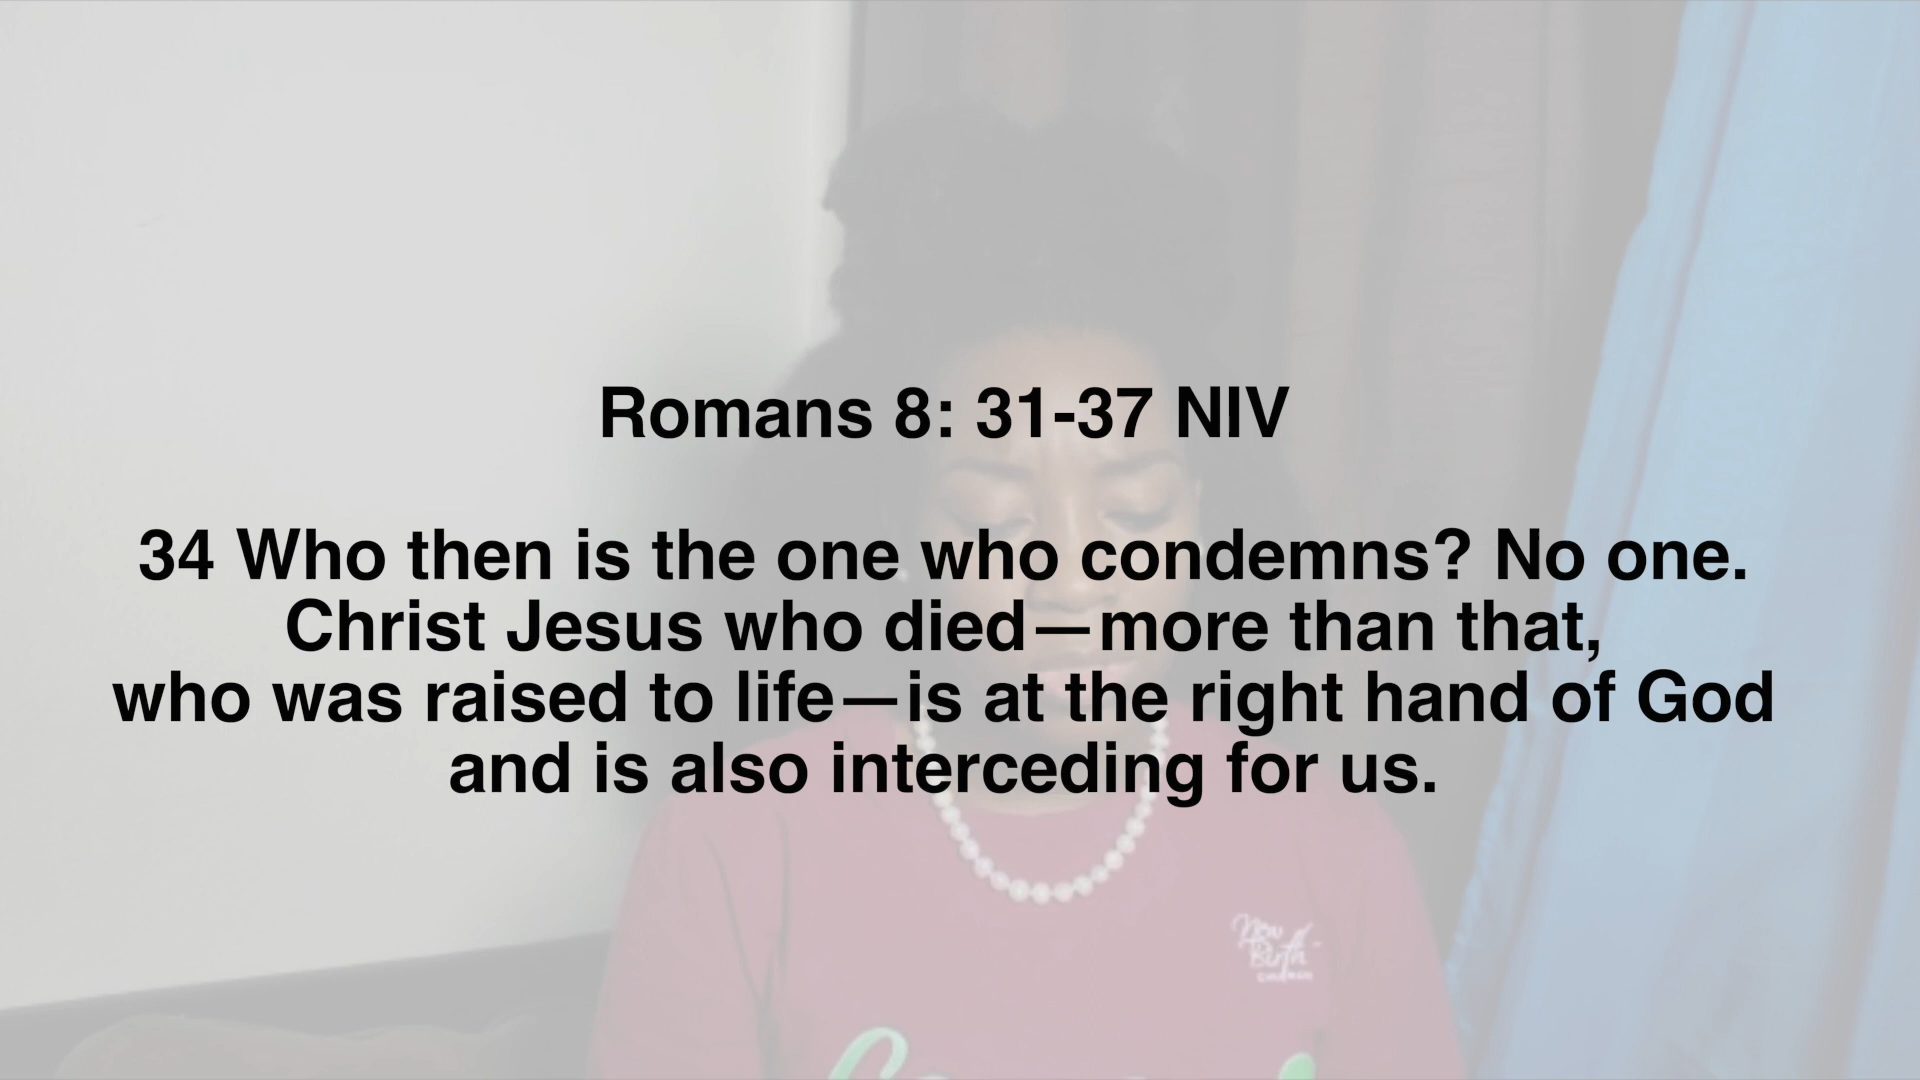 Romans 8: 31-37 NIV
34 Who then is the one who condemns? No one.
Christ Jesus who died—more than that,
who was raised to life—is at the right hand of God
and is also interceding for us.
New
Birth